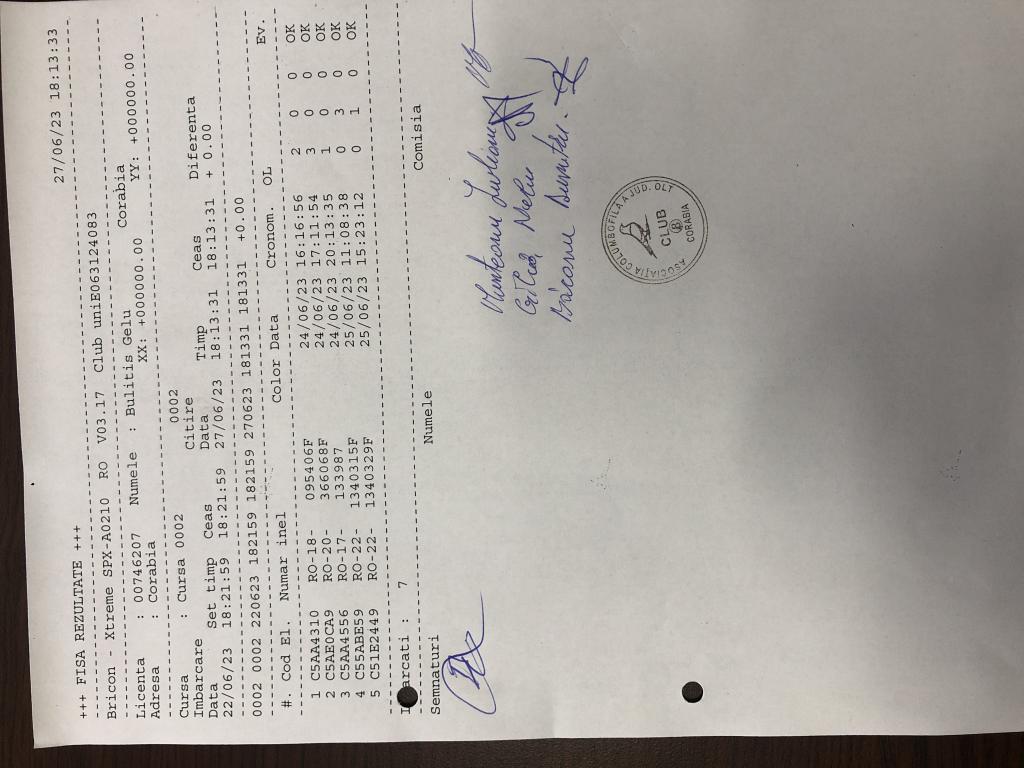 27/06/23 18:13:33
+++ FISA REZULTATE +++
Bricon - Xtreme SPX-A0210 RO V03.17 Club uniE063124083
Licenta : 00746207 Numele : Bulitis Gelu Corabia
Adresa : Corabia XX: +000000.00 YY: +000000.00
Cursa : Cursa 0002 0002
Imbarcare Citire
Data Set timp Ceas Data Timp Ceas Diferenta
22/06/23 18:21:59 18:21:59 27/06/23 18:13:31 18:13:31 + 0.00
0002 0002 220623 182159 182159 270623 181331 181331 +0.00
#. Cod El. Numar inel Color Data Cronom. OL Ev.
1 C5AA4310 RO-18- 095406F 24/06/23 16:16:56 2 0 0 OK
2 C5AE0CA9 RO-20- 366068F 24/06/23 17:11:54 3 0 0 OK
3 C5AA4556 RO-17- 133987 24/06/23 20:13:35 1 0 0 OK
4 C55ABE59 RO-22- 1340315F 25/06/23 11:08:38 0 3 0 OK
5 C51E2449 RO-22- 1340329F 25/06/23 15:23:12 0 1 0 OK
Imbarcati : 7
Semnaturi Numele Comisia
ASOCIAȚIA COLUMBOFILA A JUD. OLT
CLUB
(8)
CORABIA